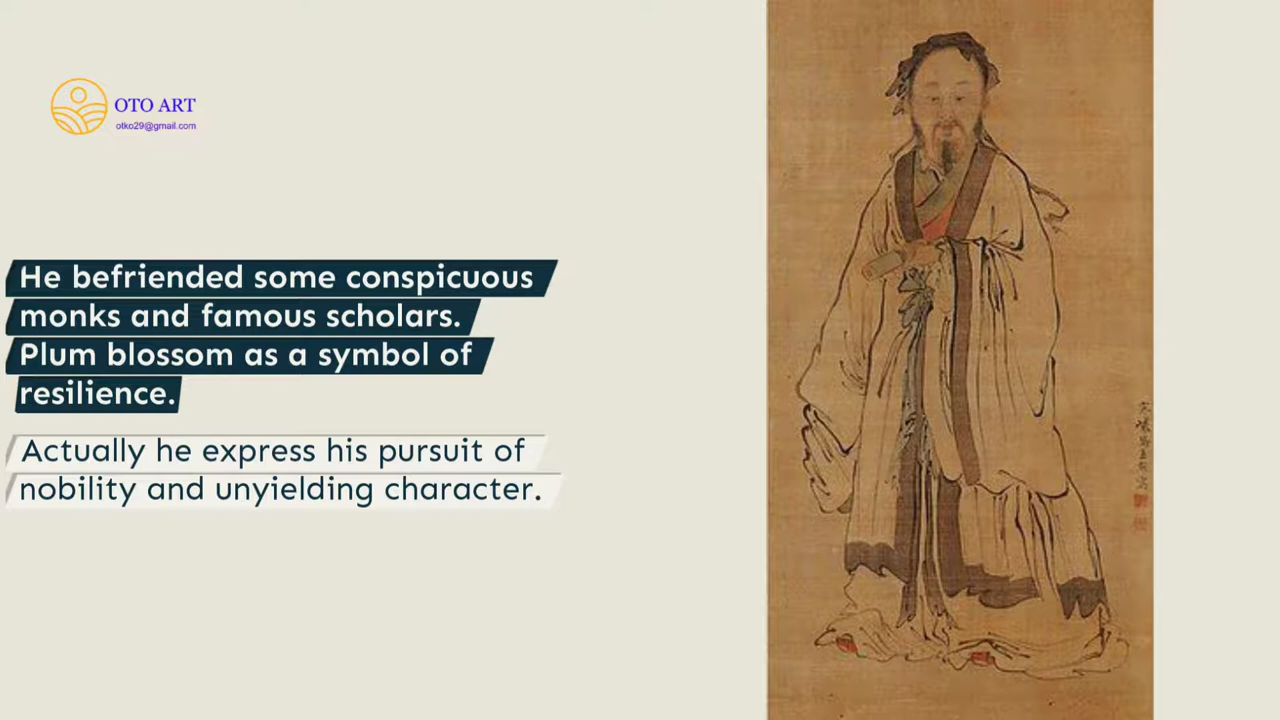 OTO ART
otko29@gmail.com
He befriended some conspicuous
monks and famous scholars.
Plum blossom as a symbol of
resilience.
Actually he express his pursuit of
nobility and unyielding character.